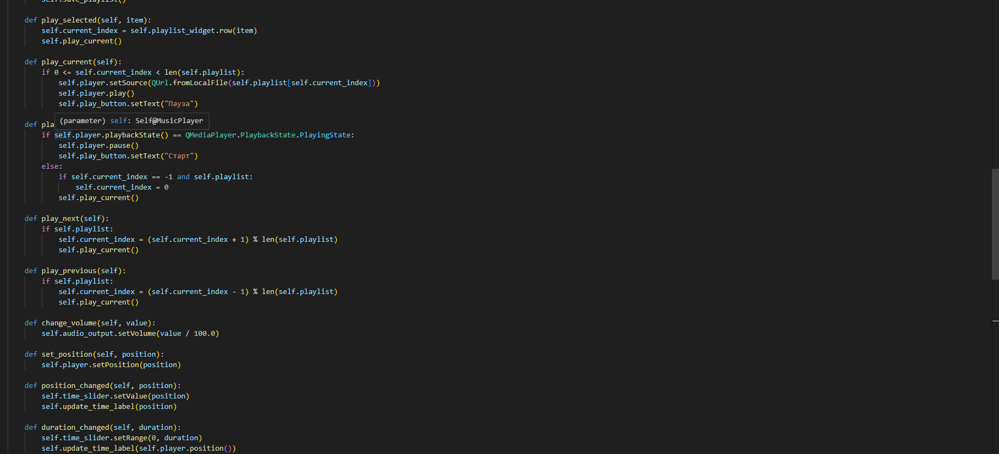 self.save_playlist()
def play_selected(self, item):
self.current_index = self.playlist_widget.row(item)
self.play_current()
def play_current(self):
if 0 <= self.current_index < len(self.playlist):
self.player.setSource(QUrl.fromLocalFile(self.playlist[self.current_index]))
self.player.play()
self.play_button.setText("Пауза")
(parameter) self: Self@MusicPlayer
def pla
if self.player.playbackState() == QMediaPlayer.PlaybackState.PlayingState:
self.player.pause()
self.play_button.setText("Старт")
else:
if self.current_index == -1 and self.playlist:
self.current_index = 0
self.play_current()
def play_next(self):
if self.playlist:
self.current_index = (self.current_index + 1) % len(self.playlist)
self.play_current()
def play_previous(self):
if self.playlist:
self.current_index = (self.current_index - 1) % len(self.playlist)
self.play_current()
def change_volume(self, value):
self.audio_output.setVolume(value / 100.0)
def set_position(self, position):
self.player.setPosition(position)
def position_changed(self, position):
self.time_slider.setValue(position)
self.update_time_label(position)
def duration_changed(self, duration):
self.time_slider.setRange(0, duration)
self.update_time_label(self.player.position())